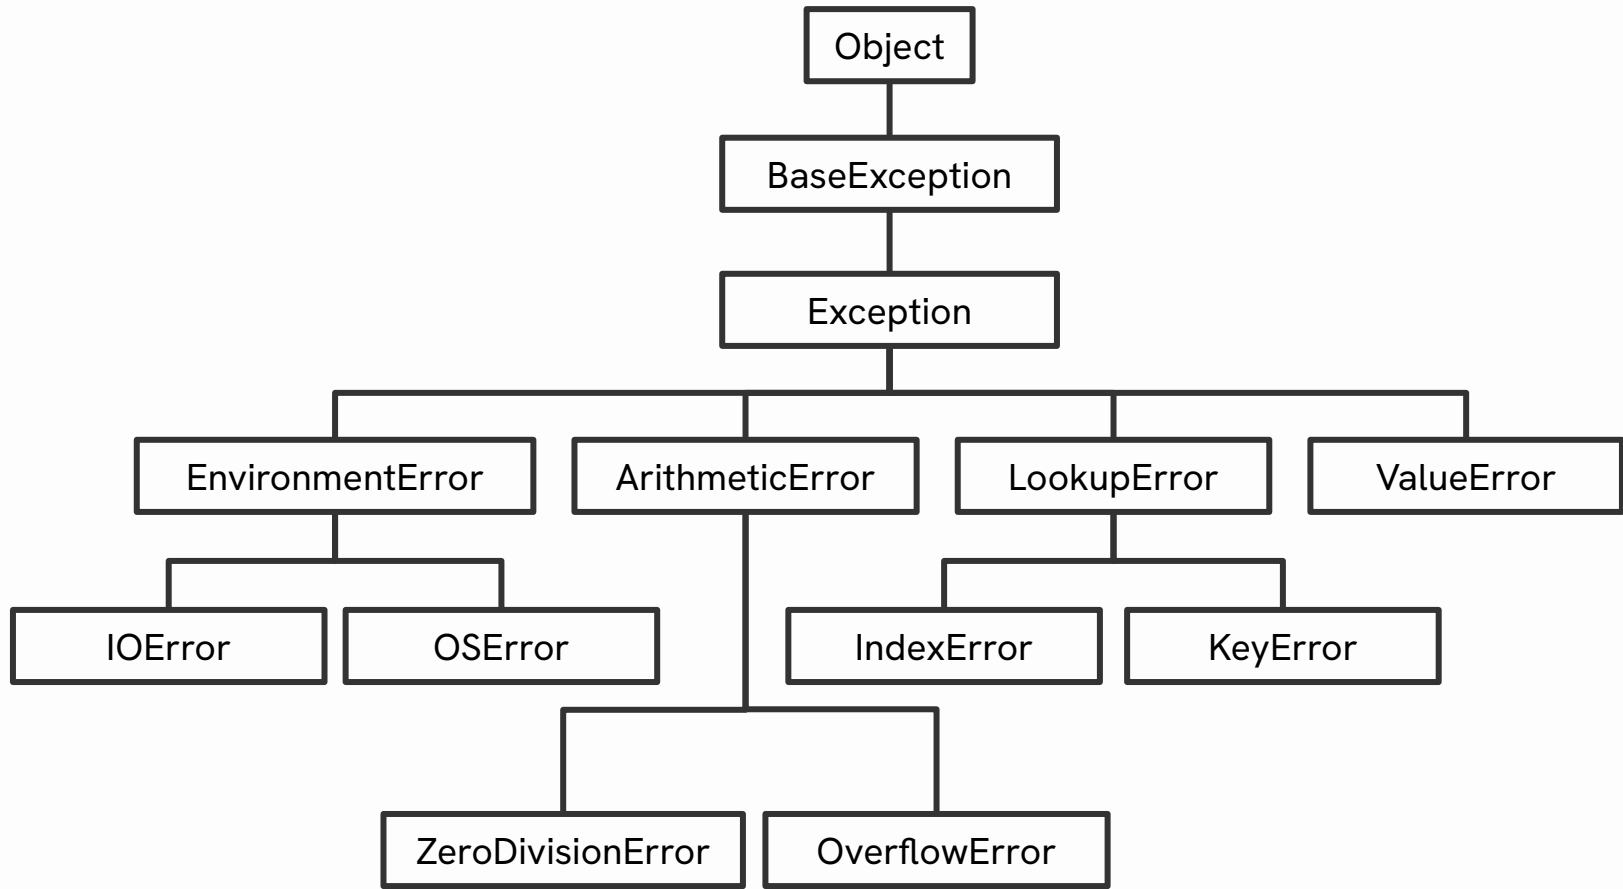 Object
BaseException
Exception
EnvironmentError
ArithmeticError
LookupError
ValueError
IOError
OSError
IndexError
KeyError
ZeroDivisionError
OverflowError